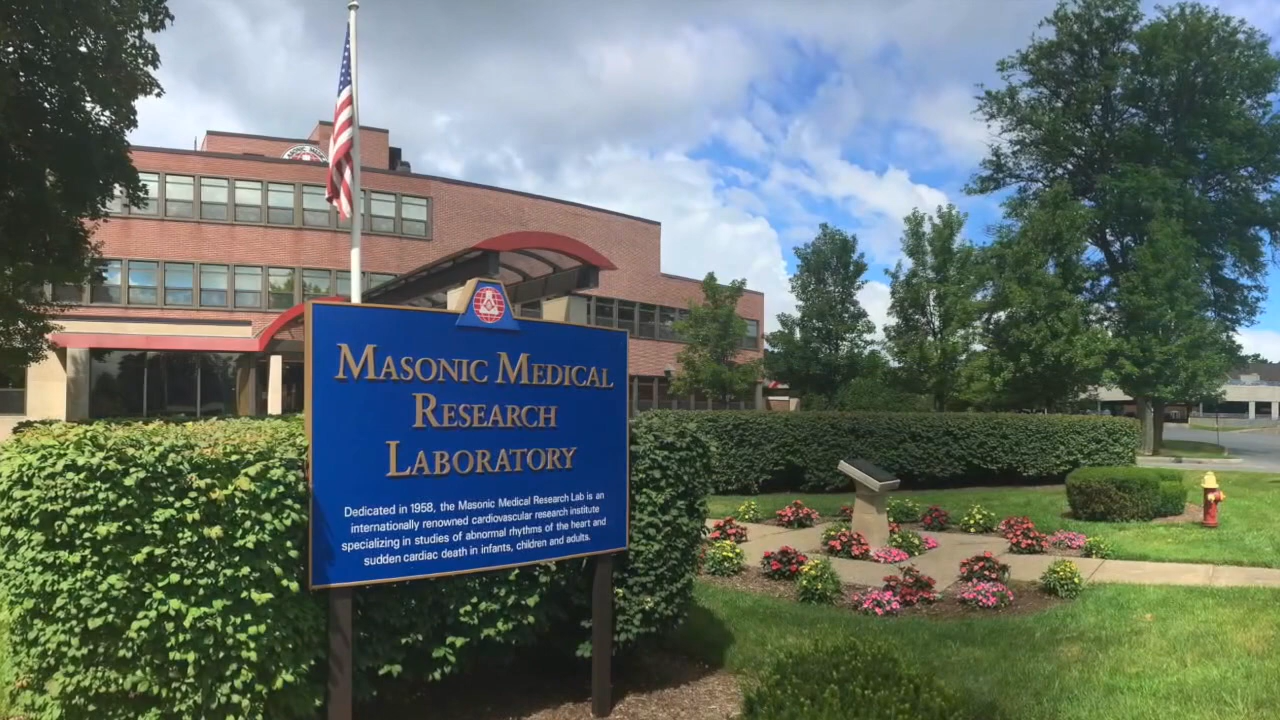 MASONIC MEDICAL
RESEARCH
LABORATORY
Dedicated in 1958, the Masonic Medical Research Lab is an
internationally renowned cardiovascular research institute
specializing in studies of abnormal rhythms of the heart and
sudden cardiac death in infants, children and adults.